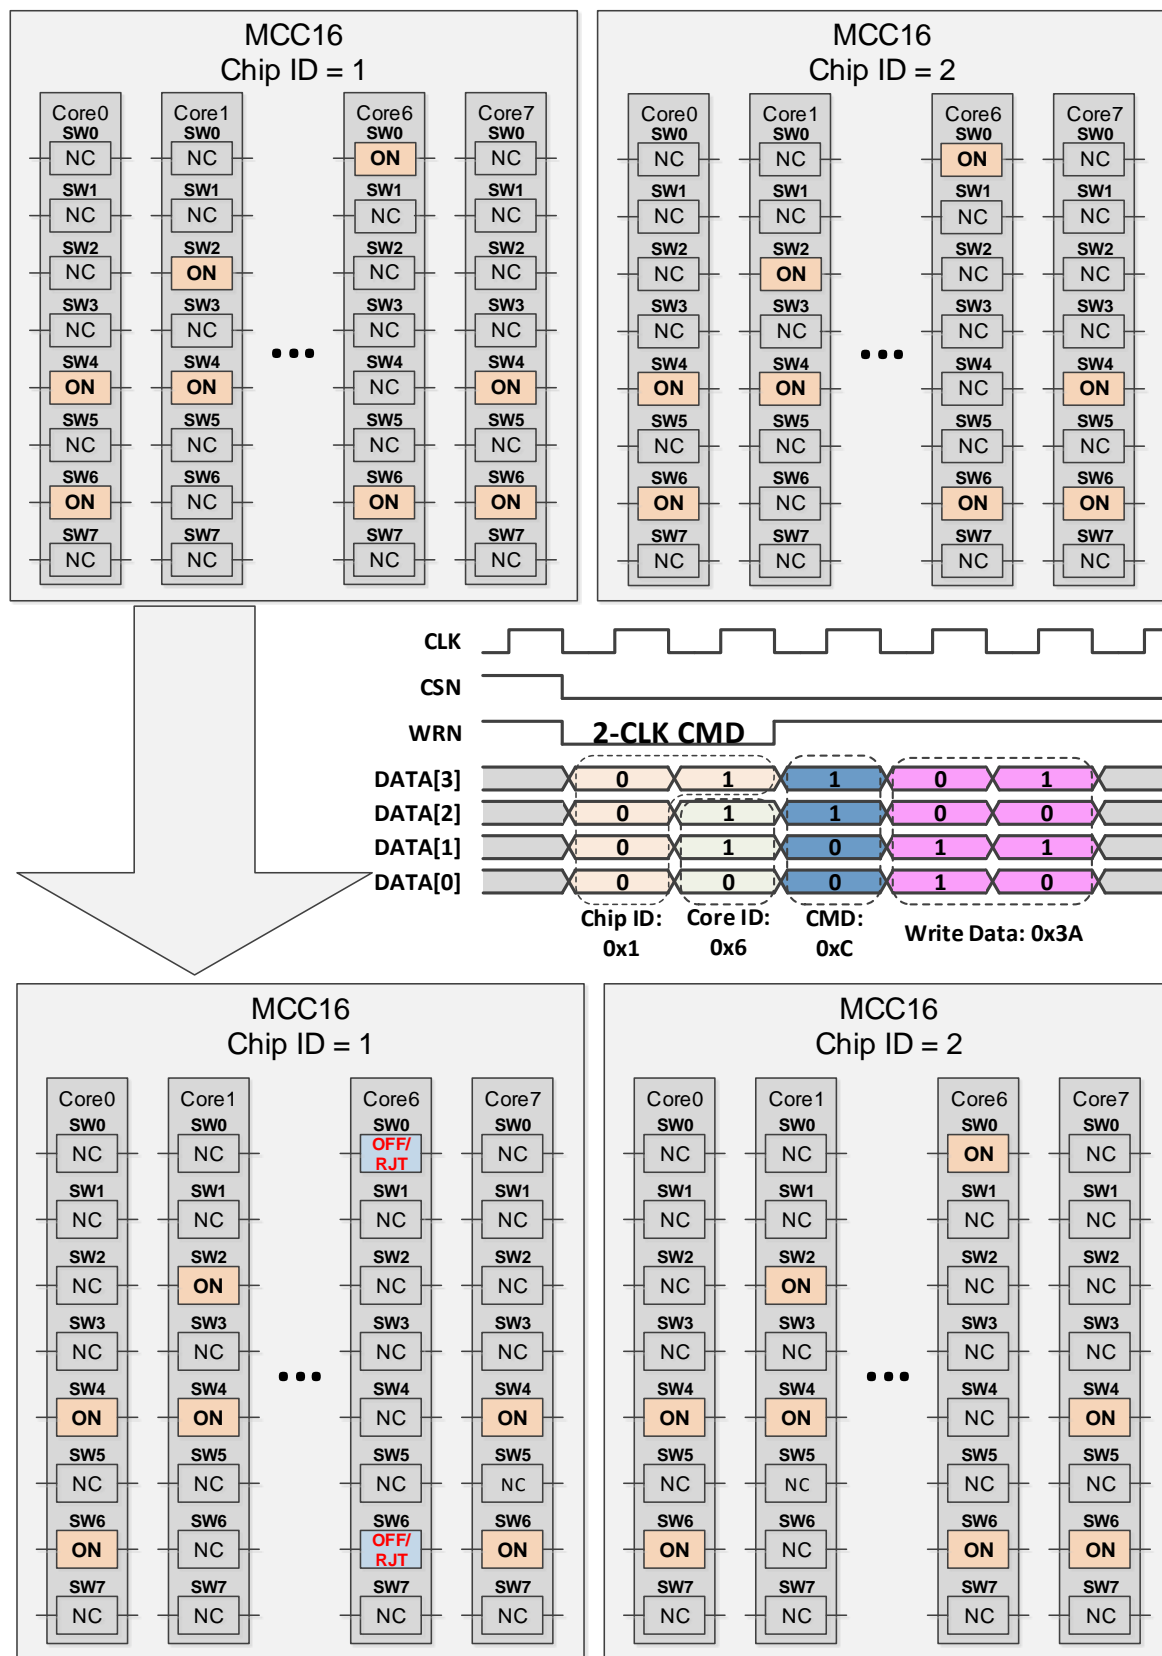 MCC16
Chip ID = 1
Core0 Core1 Core6 Core7
SW0 SW0 SW0 SW0
NC NC ON NC
SW1 SW1 SW1 SW1
NC NC NC NC
SW2 SW2 SW2 SW2
NC ON NC NC
SW3 SW3 SW3 SW3
NC NC NC NC
...
SW4 SW4 SW4 SW4
ON ON NC ON
SW5 SW5 SW5 SW5
NC NC NC NC
SW6 SW6 SW6 SW6
ON NC ON ON
SW7 SW7 SW7 SW7
NC NC NC NC
MCC16
Chip ID = 2
Core0 Core1 Core6 Core7
SW0 SW0 SW0 SW0
NC NC ON NC
SW1 SW1 SW1 SW1
NC NC NC NC
SW2 SW2 SW2 SW2
NC ON NC NC
SW3 SW3 SW3 SW3
NC NC NC NC
...
SW4 SW4 SW4 SW4
ON ON NC ON
SW5 SW5 SW5 SW5
NC NC NC NC
SW6 SW6 SW6 SW6
ON NC ON ON
SW7 SW7 SW7 SW7
NC NC NC NC
CLK
CSN
WRN 2-CLK CMD
DATA[3] 0 1 1 0 1
DATA[2] 0 1 1 0 0
DATA[1] 0 1 0 1 1
DATA[0] 0 0 0 1 0
Chip ID:
0x1
Core ID:
0x6
CMD:
0xC
Write Data: 0x3A
MCC16
Chip ID = 1
Core0 Core1 Core6 Core7
SW0 SW0 SW0 SW0
NC NC OFF/ NC
RJT
SW1 SW1 SW1 SW1
NC NC NC NC
SW2 SW2 SW2 SW2
NC ON NC NC
SW3 SW3 SW3 SW3
NC NC NC NC
...
SW4 SW4 SW4 SW4
ON ON NC ON
SW5 SW5 SW5 SW5
NC NC NC NC
SW6 SW6 SW6 SW6
ON NC OFF/ ON
RJT
SW7 SW7 SW7 SW7
NC NC NC NC
MCC16
Chip ID = 2
Core0 Core1 Core6 Core7
SW0 SW0 SW0 SW0
NC NC ON NC
SW1 SW1 SW1 SW1
NC NC NC NC
SW2 SW2 SW2 SW2
NC ON NC NC
SW3 SW3 SW3 SW3
NC NC NC NC
...
SW4 SW4 SW4 SW4
ON ON NC ON
SW5 SW5 SW5 SW5
NC NC NC NC
SW6 SW6 SW6 SW6
ON NC ON ON
SW7 SW7 SW7 SW7
NC NC NC NC